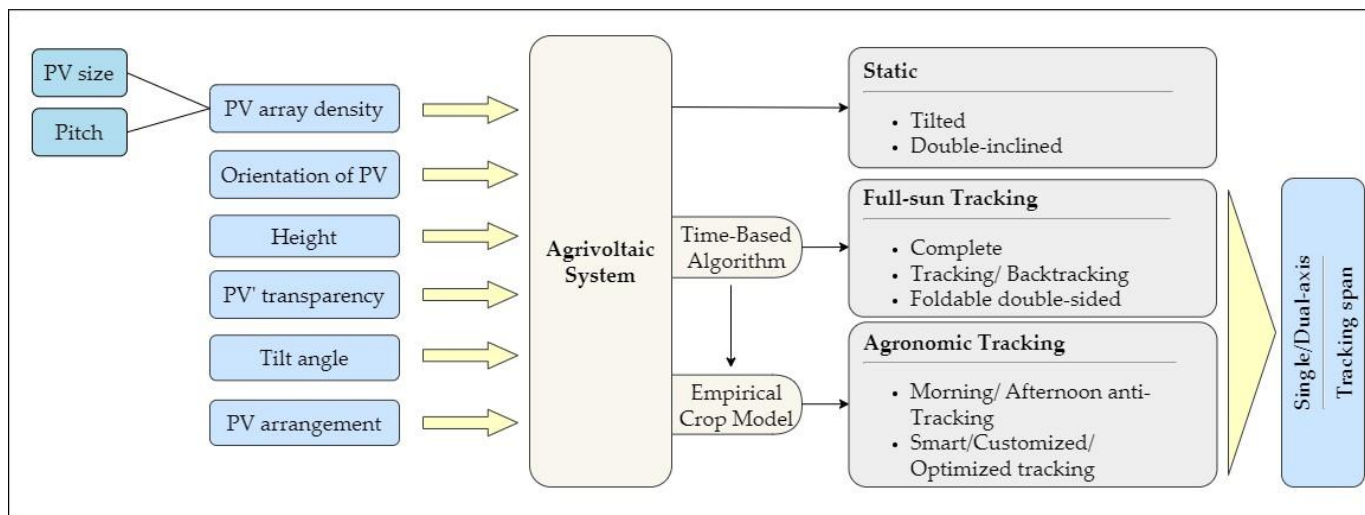 PV size
Pitch
PV array density
Orientation of PV
Height
PV' transparency
Tilt angle
PV arrangement
Agrivoltaic
System
Time-Based
Algorithm
Empirical
Crop Model
Static
• Tilted
• Double-inclined
Full-sun Tracking
• Complete
• Tracking/ Backtracking
• Foldable double-sided
Agronomic Tracking
• Morning/ Afternoon anti-
Tracking
• Smart/Customized/
Optimized tracking
Single/Dual-axis
Tracking span